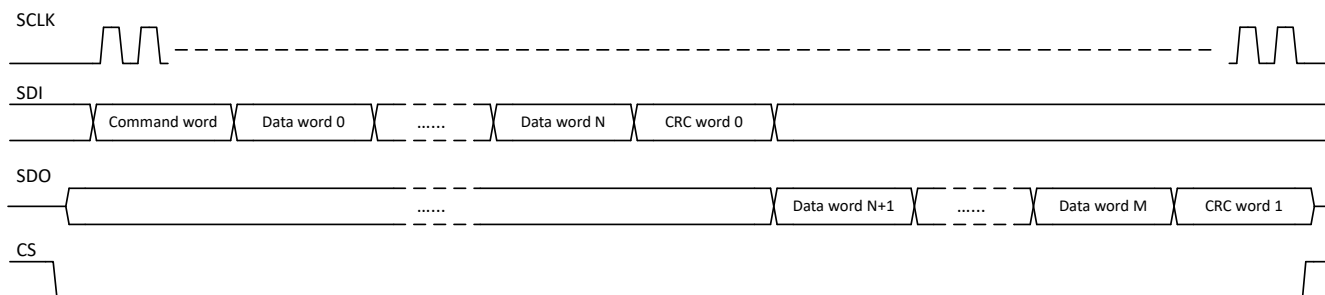 SCLK
SDI
Command word Data word 0 ...... Data word N CRC word 0
SDO
...... Data word N+1 ...... Data word M CRC word 1
CS